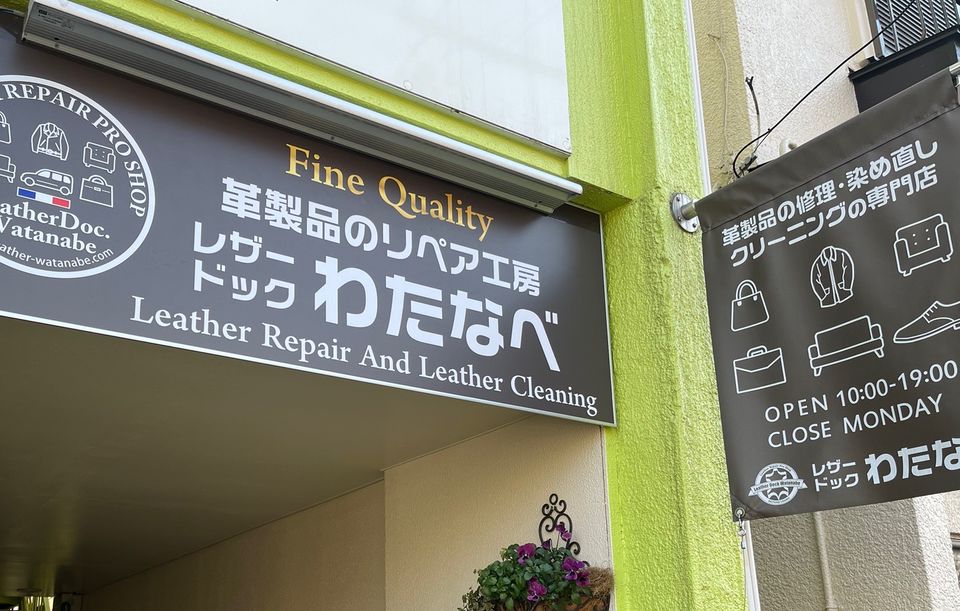 REPAIR PRO SHOP
Watanabe
Fine Quality
革製品のリペア工房
レザー
ドック わたなべ
Leather Repair And Leather Cleaning
革製品の修理・染め直し
クリーニングの専門店
OPEN 10:00-19:00
CLOSE MONDAY
Leather Dock Watanabe
レザー
ドック わたな